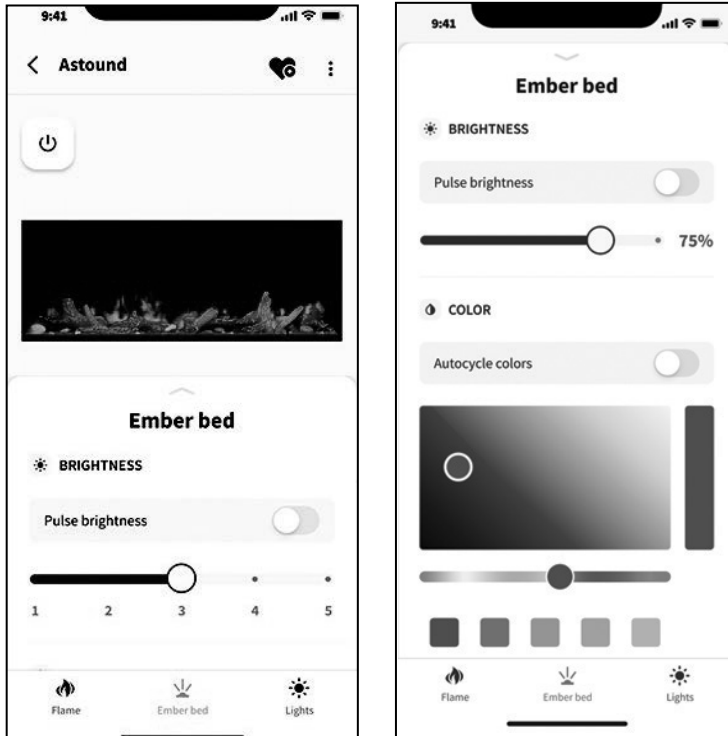 9:41
Astound
Ember bed
BRIGHTNESS
Pulse brightness
1 2 3 4 5
Flame Ember bed Lights
9:41
Ember bed
BRIGHTNESS
Pulse brightness
75%
COLOR
Autocycle colors
Flame Ember bed Lights